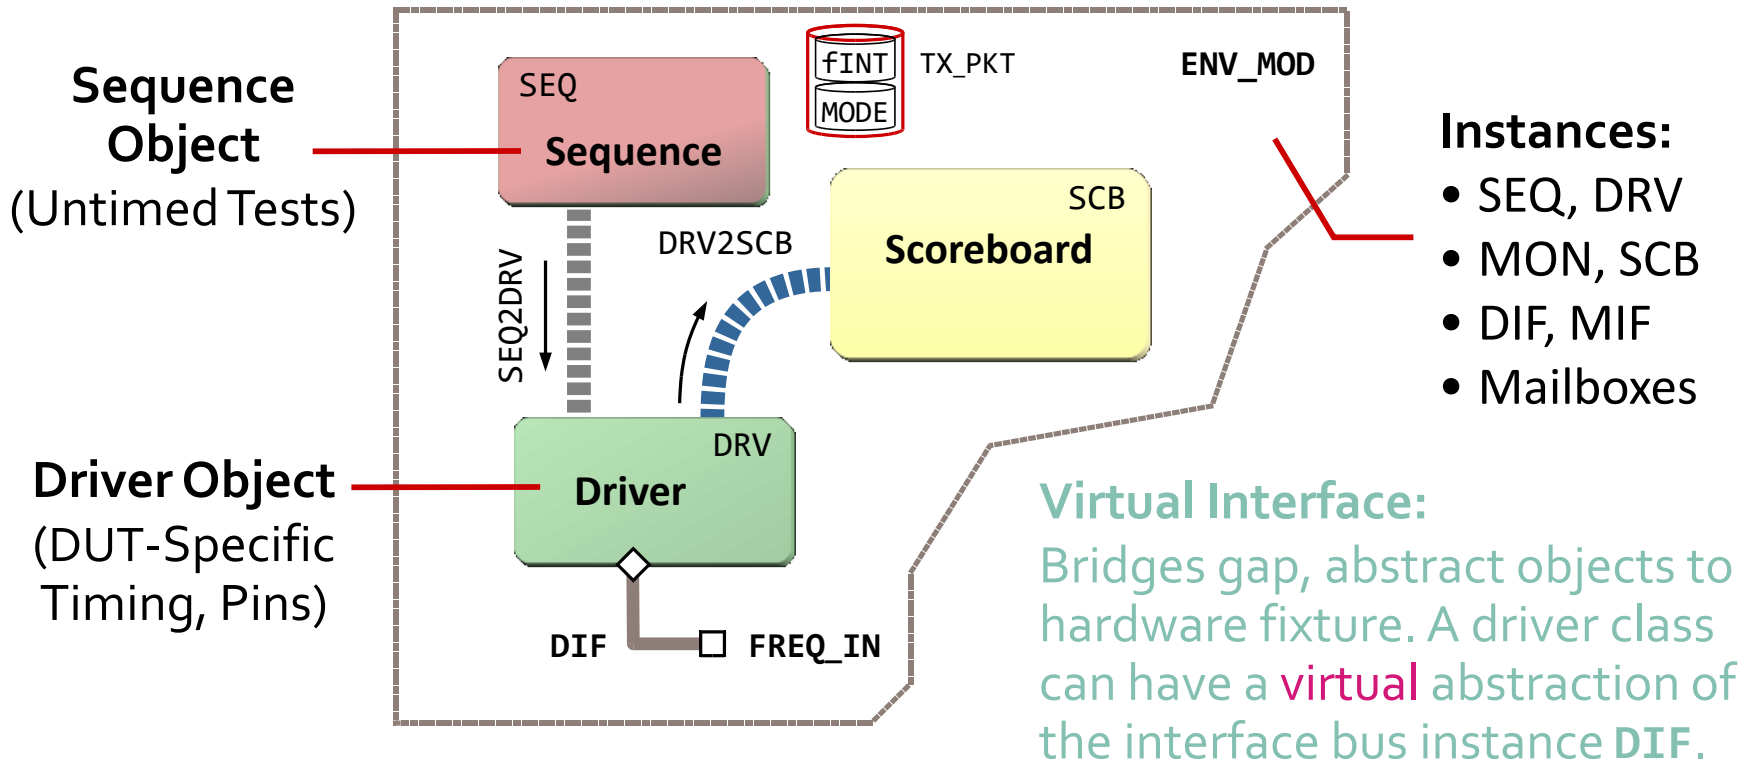 Sequence
Object
(Untimed Tests)
SEQ
Sequence
fINT
MODE
TX_PKT
ENV_MOD
SCB
Scoreboard
DRV2SCB
SEQ2DRV
Instances:
• SEQ, DRV
• MON, SCB
• DIF, MIF
• Mailboxes
Driver Object
(DUT-Specific
Timing, Pins)
DRV
Driver
DIF
FREQ_IN
Virtual Interface:
Bridges gap, abstract objects to
hardware fixture. A driver class
can have a virtual abstraction of
the interface bus instance DIF.